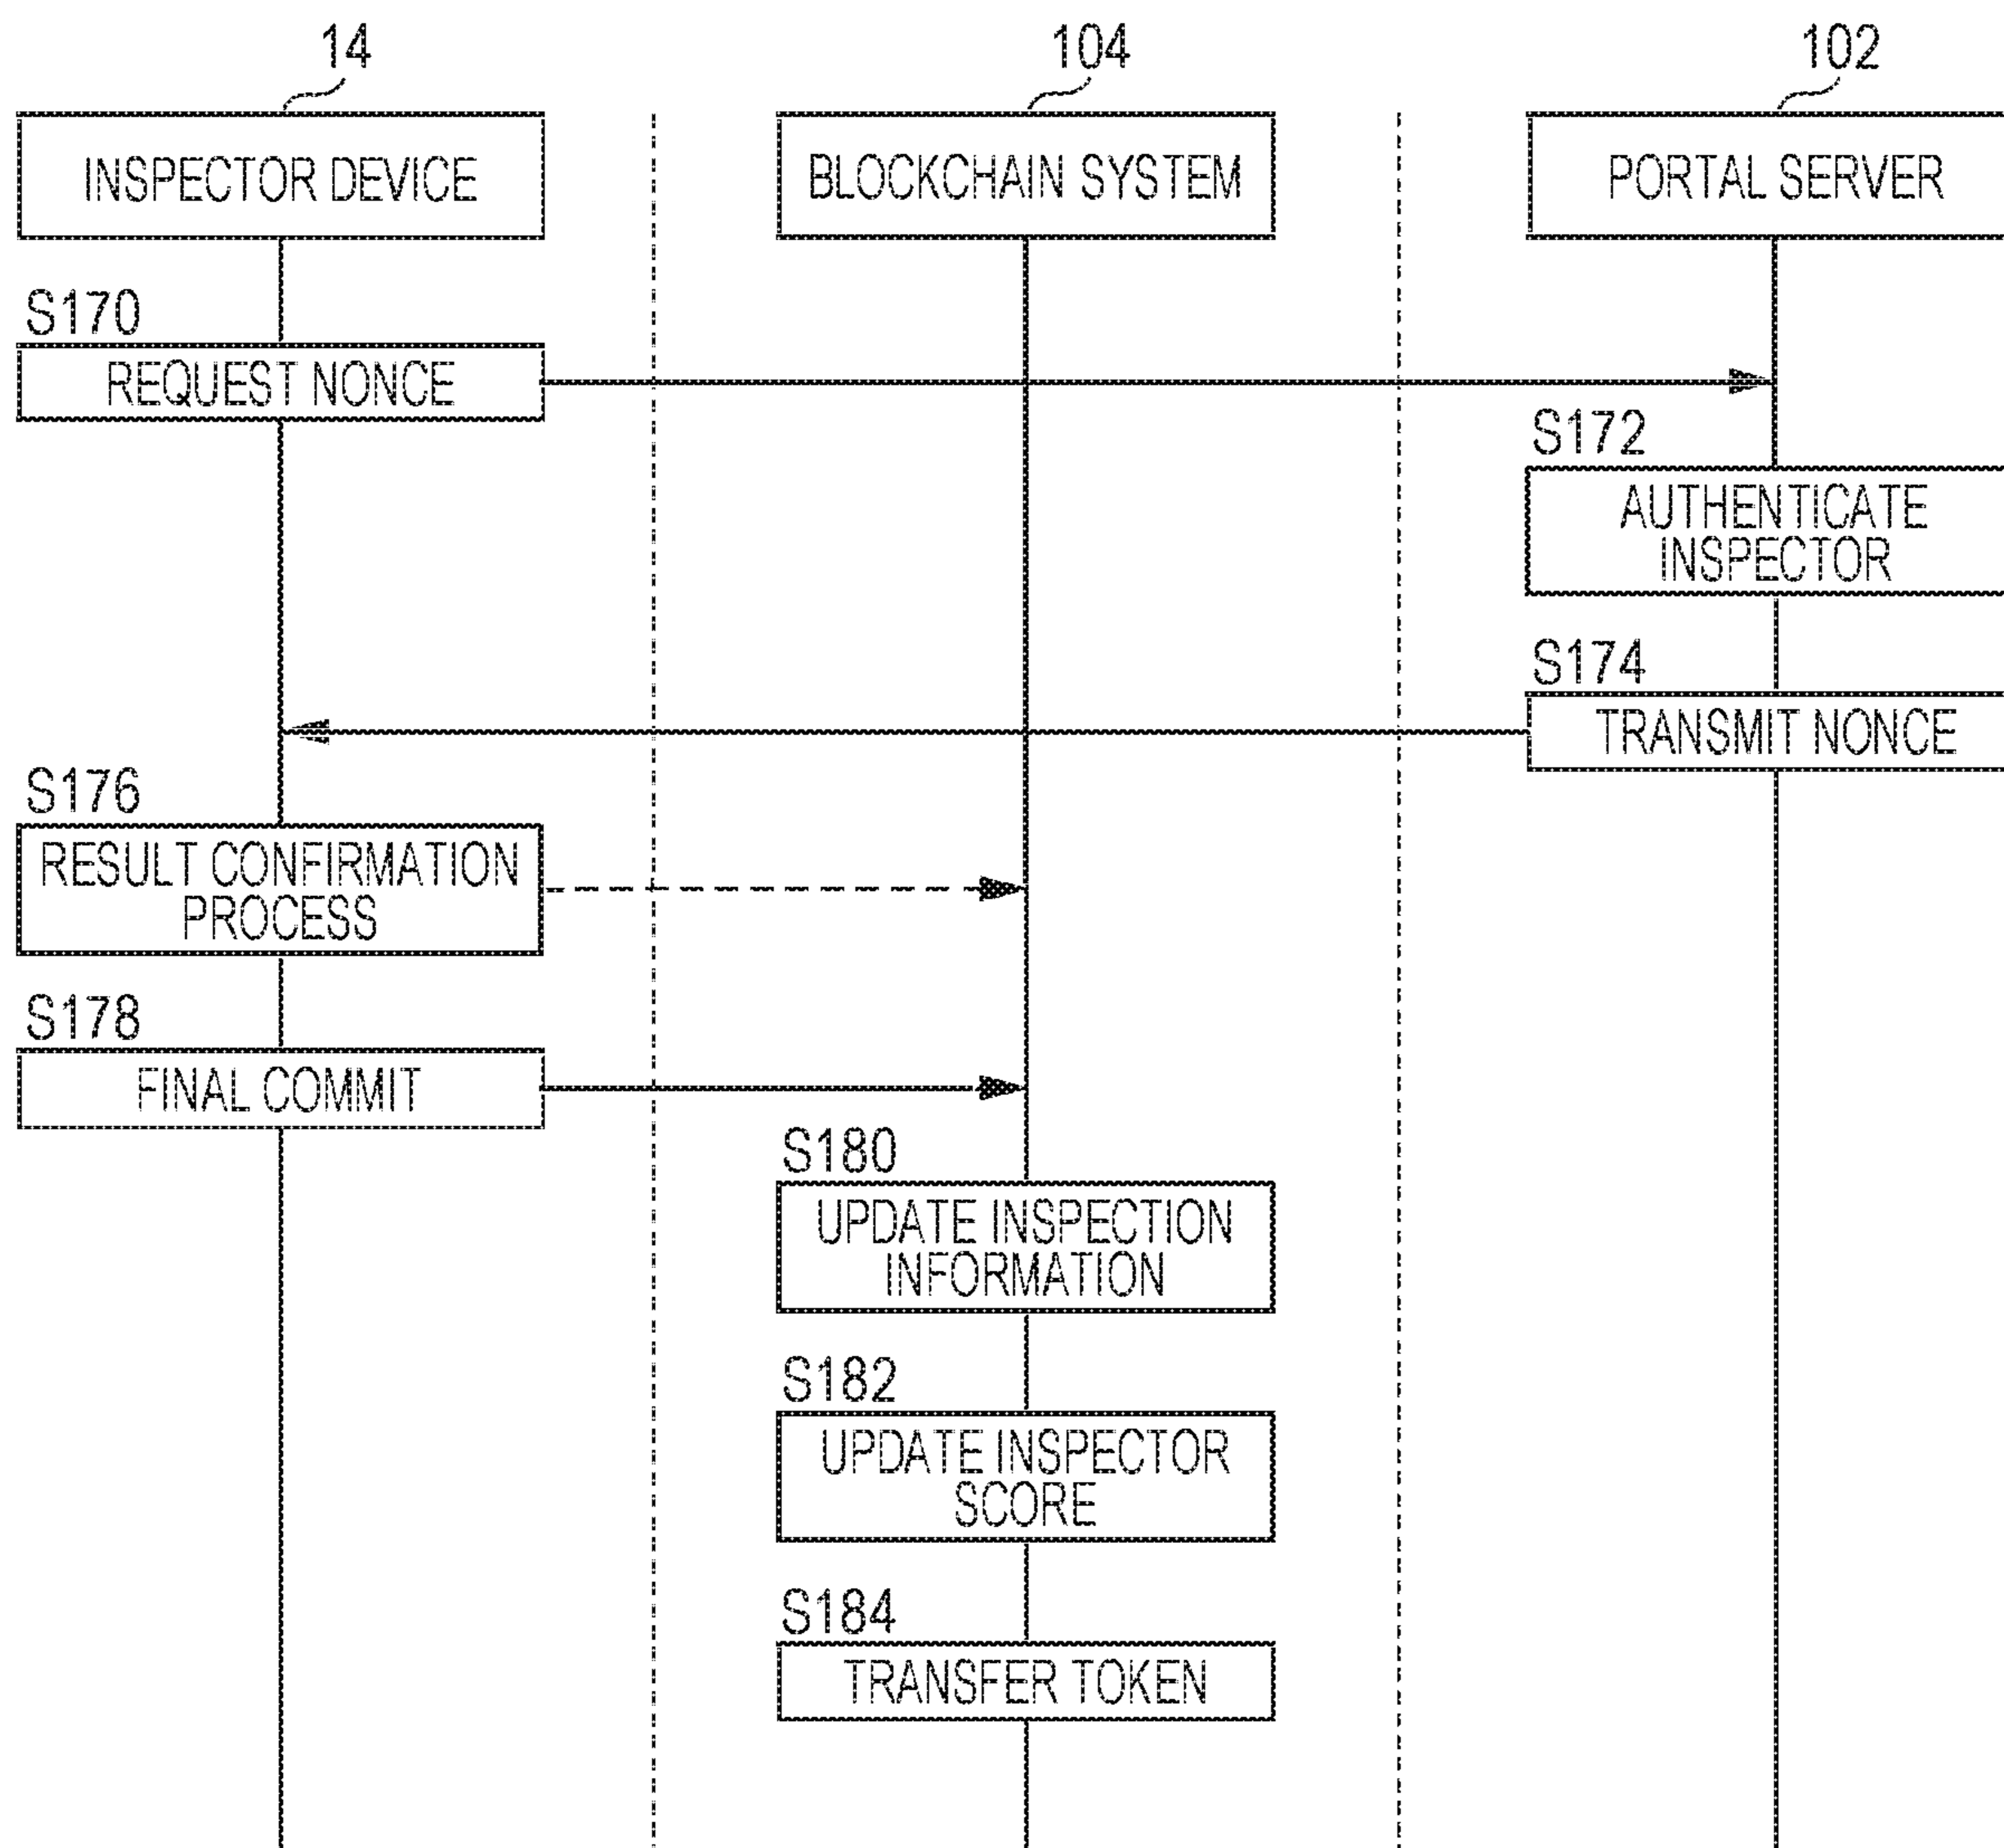 14
104
102
INSPECTOR DEVICE
BLOCKCHAIN SYSTEM
PORTAL SERVER
S170
REQUEST NONCE
S172
AUTHENTICATE
INSPECTOR
S174
TRANSMIT NONCE
S176
RESULT CONFIRMATION
PROCESS
S178
FINAL COMMIT
S180
UPDATE INSPECTION
INFORMATION
S182
UPDATE INSPECTOR
SCORE
S184
TRANSFER TOKEN